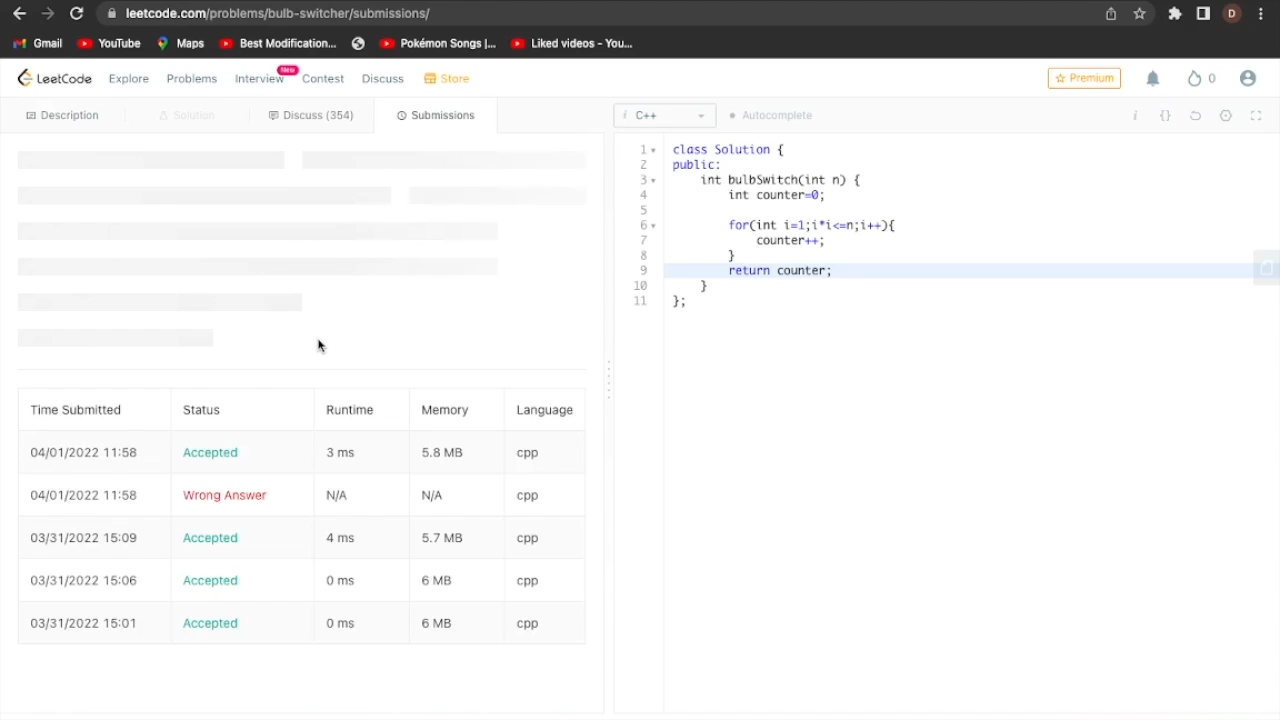 leetcode.com/problems/bulb-switcher/submissions/
D
Gmail YouTube Maps Best Modification... Pokémon Songs |... Liked videos - You...
LeetCode Explore Problems Interview New Contest Discuss Store Premium 0
Description Solution Discuss (354) Submissions i C++ Autocomplete i {}
1 class Solution {
2 public:
3 int bulbSwitch(int n) {
4 int counter=0;
5
6 for(int i=1;i*i<=n;i++){
7 counter++;
8 }
9 return counter;
10 }
11 };
Time Submitted Status Runtime Memory Language
04/01/2022 11:58 Accepted 3 ms 5.8 MB cpp
04/01/2022 11:58 Wrong Answer N/A N/A cpp
03/31/2022 15:09 Accepted 4 ms 5.7 MB cpp
03/31/2022 15:06 Accepted 0 ms 6 MB cpp
03/31/2022 15:01 Accepted 0 ms 6 MB cpp